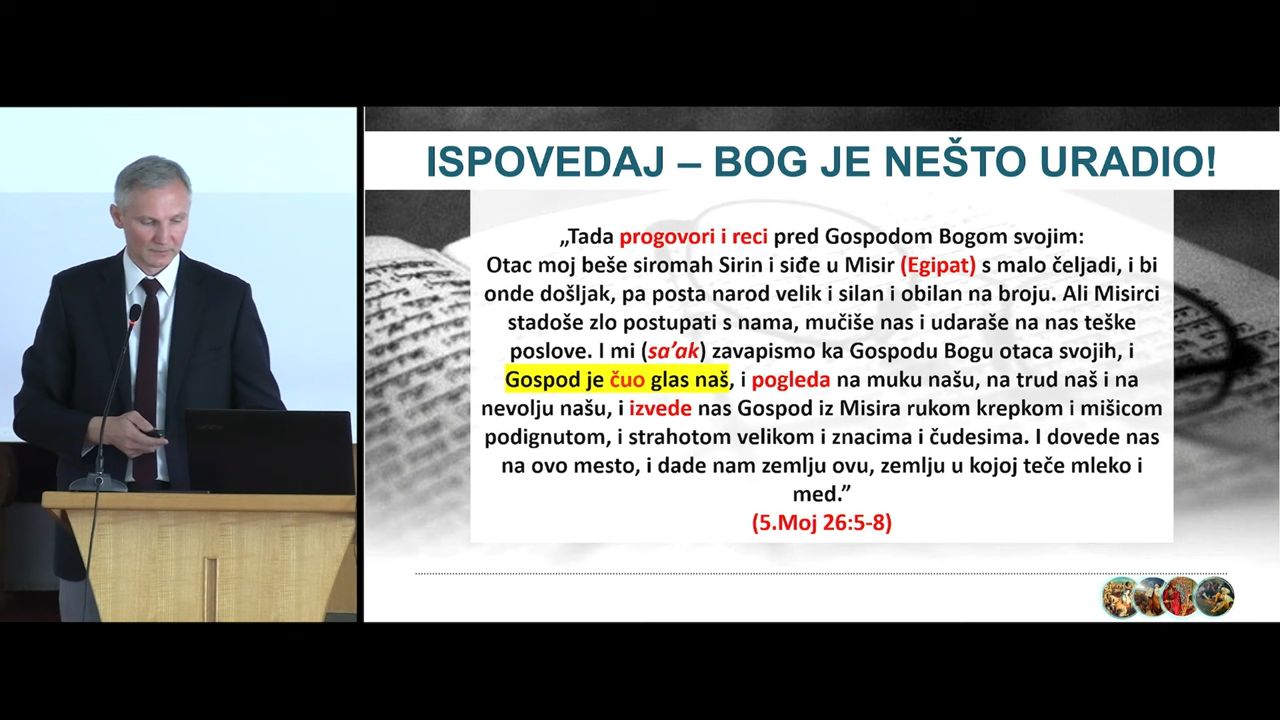 ISPOVEDAJ – BOG JE NEŠTO URADIO!
„Tada progovori i reci pred Gospodom Bogom svojim:
Otac moj beše siromah Sirin i siđe u Misir (Egipat) s malo čeljadi, i bi
onde došljak, pa posta narod velik i silan i obilan na broju. Ali Misirci
stadoše zlo postupati s nama, mučiše nas i udaraše na nas teške
poslove. I mi (sa’ak) zavapismo ka Gospodu Bogu otaca svojih, i
Gospod je čuo glas naš, i pogleda na muku našu, na trud naš i na
nevolju našu, i izvede nas Gospod iz Misira rukom krepkom i mišicom
podignutom, i strahotom velikom i znacima i čudesima. I dovede nas
na ovo mesto, i dade nam zemlju ovu, zemlju u kojoj teče mleko i
med.”
(5.Moj 26:5-8)